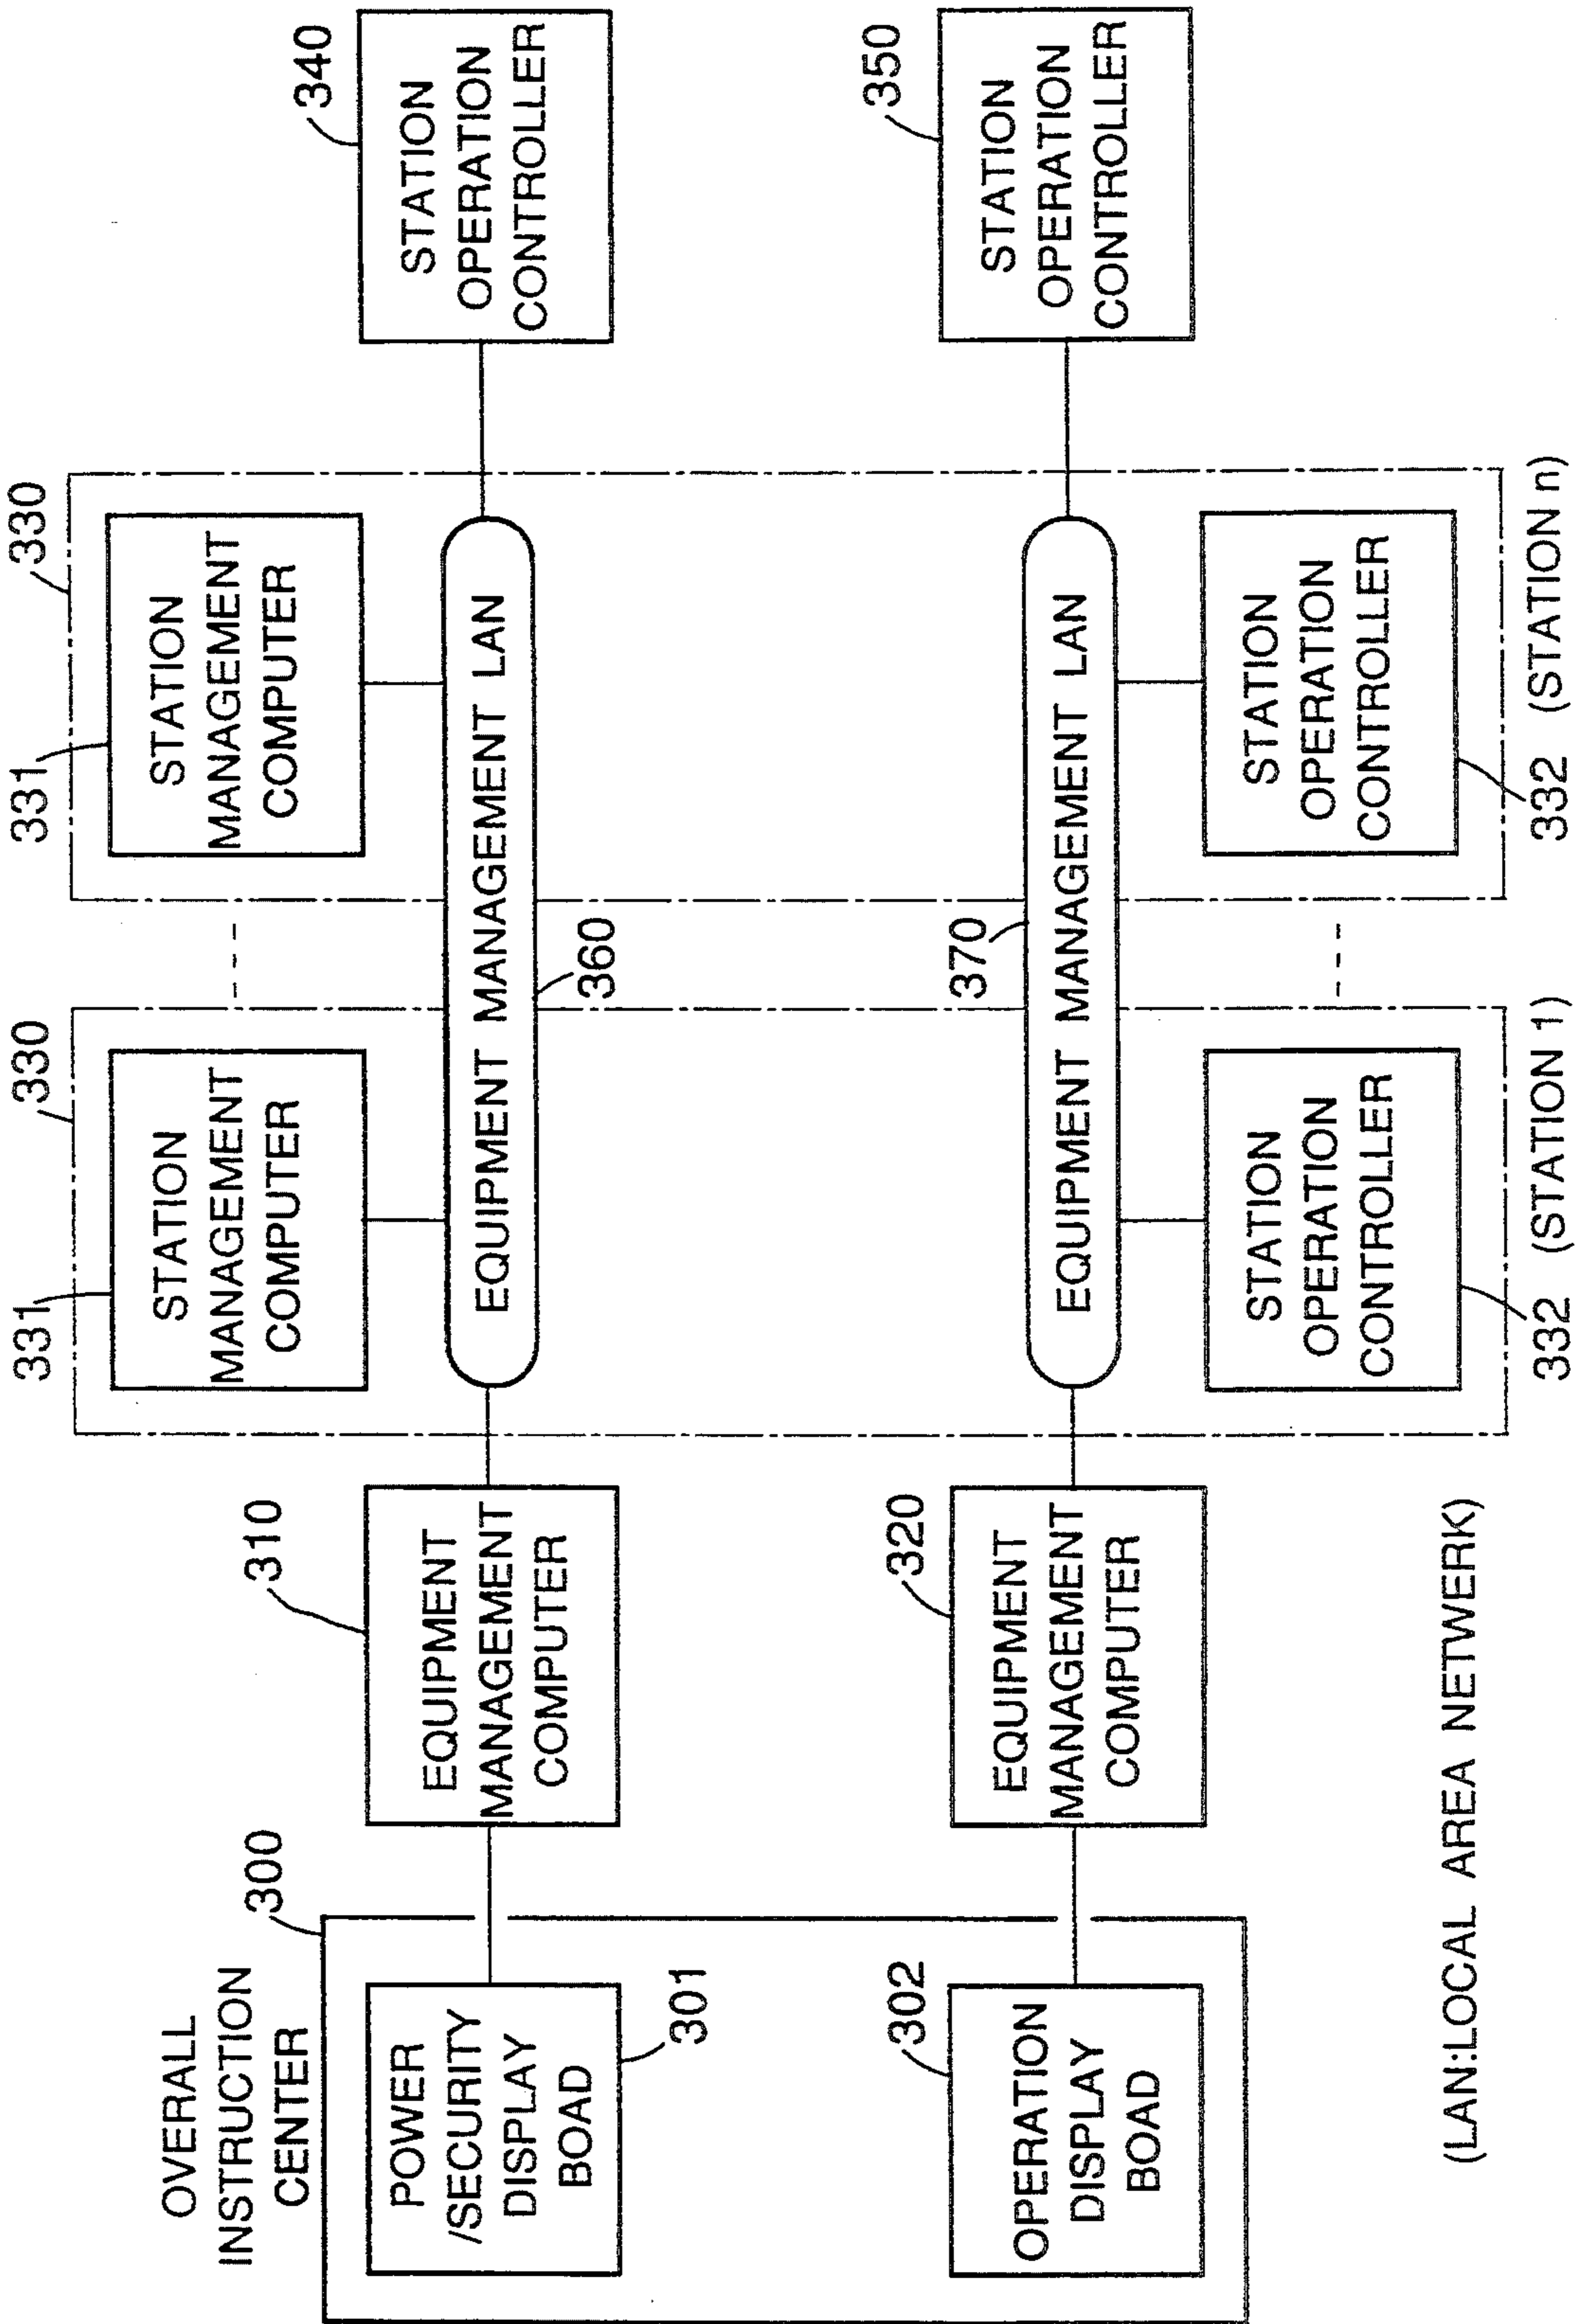 OVERALL
INSTRUCTION
CENTER
300
POWER
/SECURITY
DISPLAY
BOAD
301
302
OPERATION
DISPLAY
BOAD
310
EQUIPMENT
MANAGEMENT
COMPUTER
320
EQUIPMENT
MANAGEMENT
COMPUTER
330
331
STATION
MANAGEMENT
COMPUTER
330
331
STATION
MANAGEMENT
COMPUTER
EQUIPMENT MANAGEMENT LAN
360
370
EQUIPMENT MANAGEMENT LAN
STATION
OPERATION
CONTROLLER
332
(STATION 1)
STATION
OPERATION
CONTROLLER
332
(STATION n)
340
STATION
OPERATION
CONTROLLER
350
STATION
OPERATION
CONTROLLER
(LAN:LOCAL AREA NETWERK)